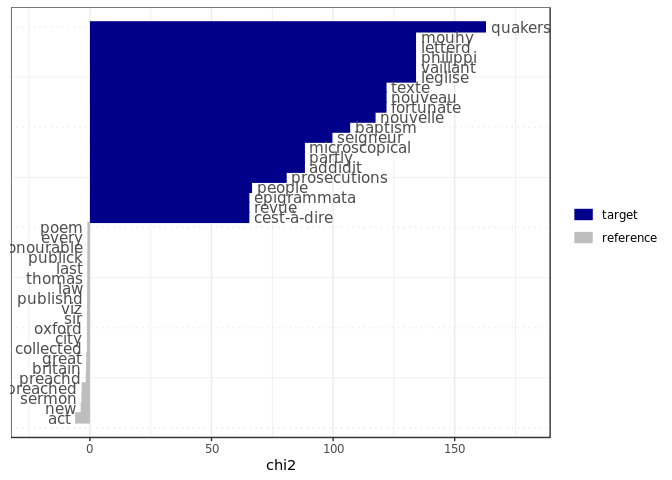 quakers
mouhy
letterd
philippi
vaillant
leglise
texte
nouveau
fortunate
nouvelle
baptism
seigneur
microscopical
partly
addidit
prosecutions
people
epigrammata
revue
cest-à-dire
poem
every
onourable
publick
last
thomas
law
publishd
viz
sir
oxford
city
collected
great
britain
preachd
preached
sermon
new
act
target
reference
0 50 100 150
chi2